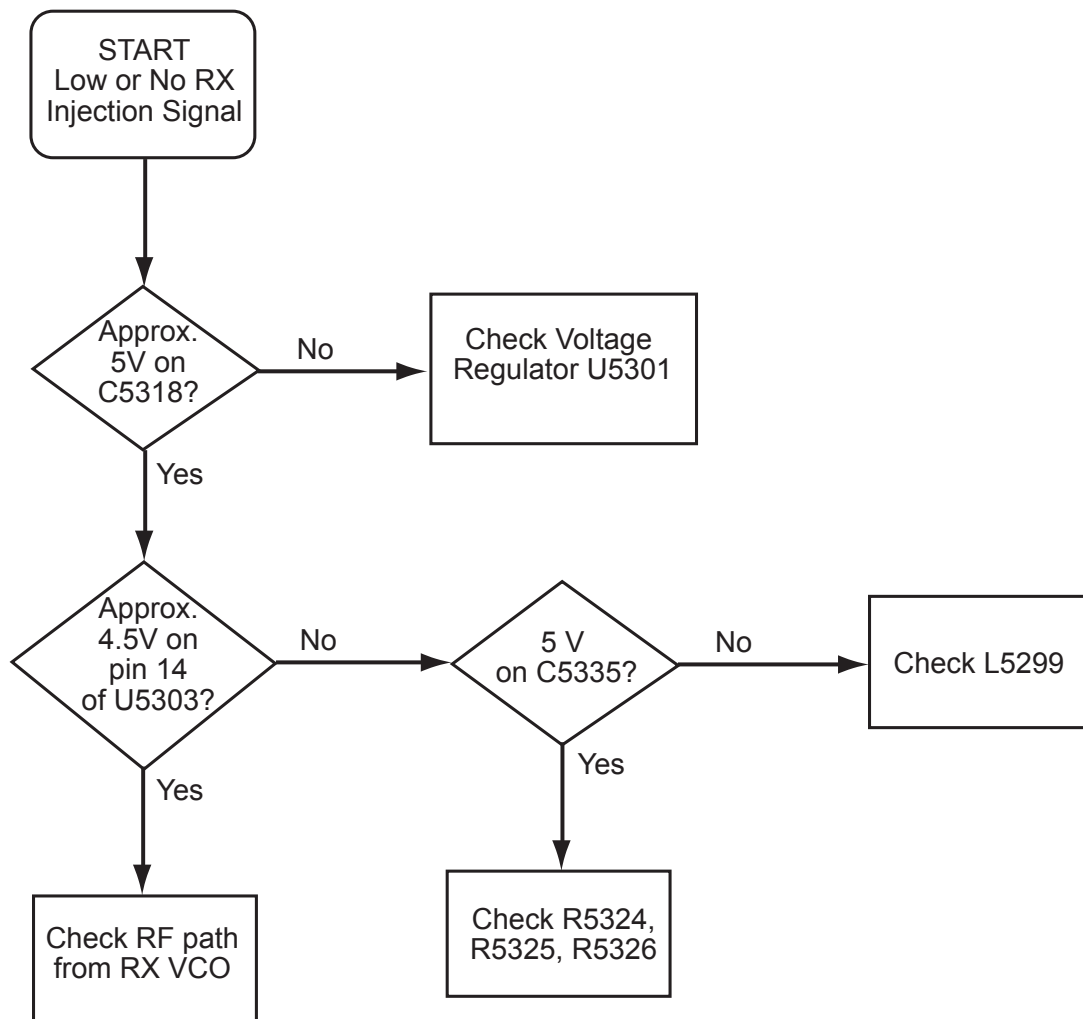 START
Low or No RX
Injection Signal
Approx.
5V on
C5318?
No
Check Voltage
Regulator U5301
Yes
Approx.
4.5V on
pin 14
of U5303?
No
5 V
on C5335?
No
Check L5299
Yes
Yes
Check RF path
from RX VCO
Check R5324,
R5325, R5326